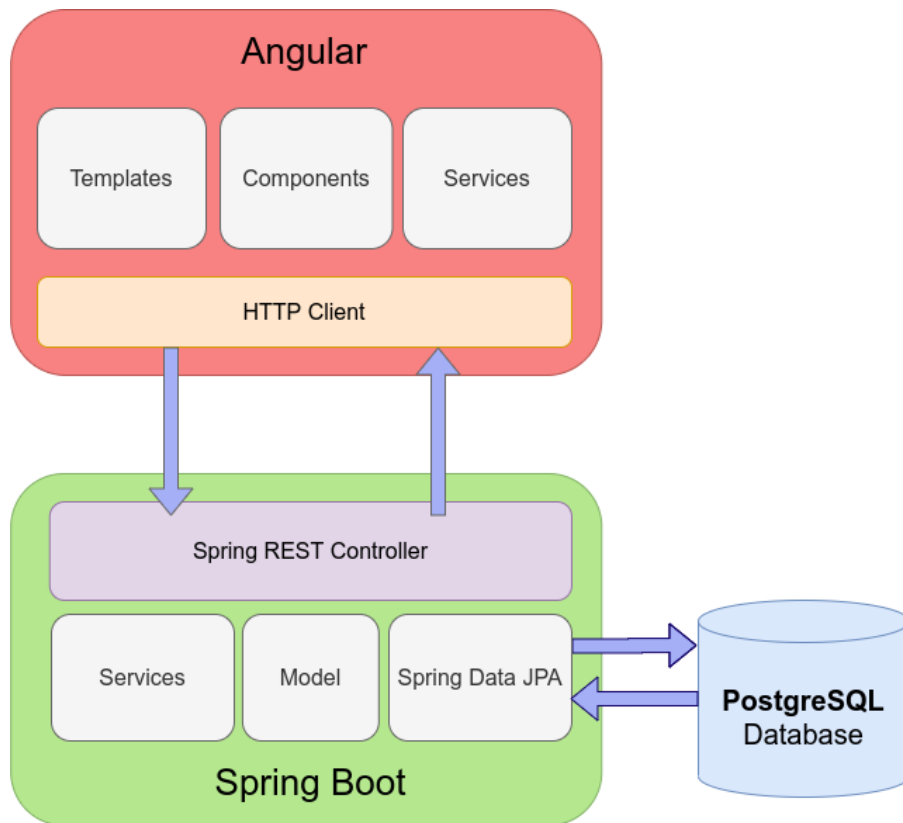 Angular
Templates
Components
Services
HTTP Client
Spring REST Controller
Services
Model
Spring Data JPA
PostgreSQL
Database
Spring Boot